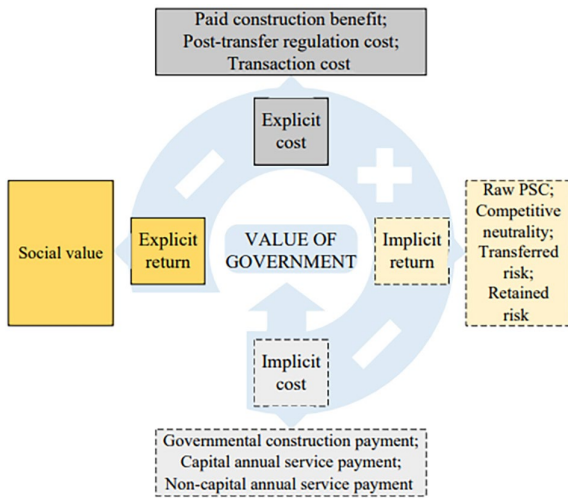 Paid construction benefit;
Post-transfer regulation cost;
Transaction cost
Explicit
cost
Social value
Explicit
return
VALUE OF
GOVERNMENT
Implicit
return
Raw PSC;
Competitive
neutrality;
Transferred
risk;
Retained
risk
Implicit
cost
Governmental construction payment;
Capital annual service payment;
Non-capital annual service payment